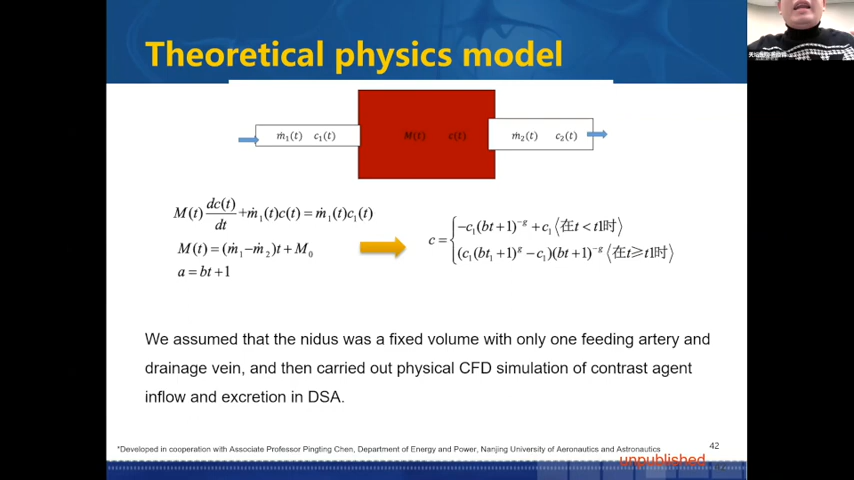 Theoretical physics model
ṁ₁(t) c₁(t) M(t) c(t) ṁ₂(t) c₂(t)
M(t) dc(t)/dt + ṁ₁(t)c(t) = ṁ₁(t)c₁(t)
M(t) = (ṁ₁ − ṁ₂)t + M₀
a = bt + 1
c = { −c₁(bt + 1)^−g + c₁ 〈在t < t1时〉
(c₁(bt₁ + 1)^g − c₁)(bt + 1)^−g 〈在t ≥ t1时〉
We assumed that the nidus was a fixed volume with only one feeding artery and
drainage vein, and then carried out physical CFD simulation of contrast agent
inflow and excretion in DSA.
*Developed in cooperation with Associate Professor Pingting Chen, Department of Energy and Power, Nanjing University of Aeronautics and Astronautics
42
unpublished